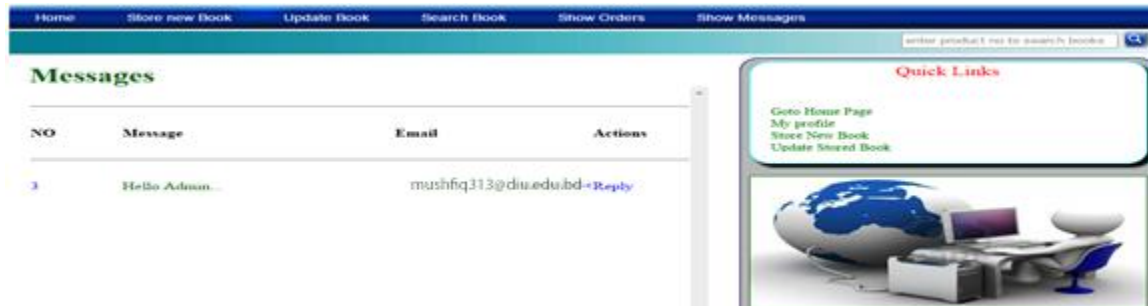 Home Store new Book Update Book Search Book Show Orders Show Messages
enter product no to search books
Messages
NO Message Email Actions
3 Hello Admin... mushfiq313@diu.edu.bd Reply
Quick Links
Goto Home Page
My profile
Store New Book
Update Stored Book